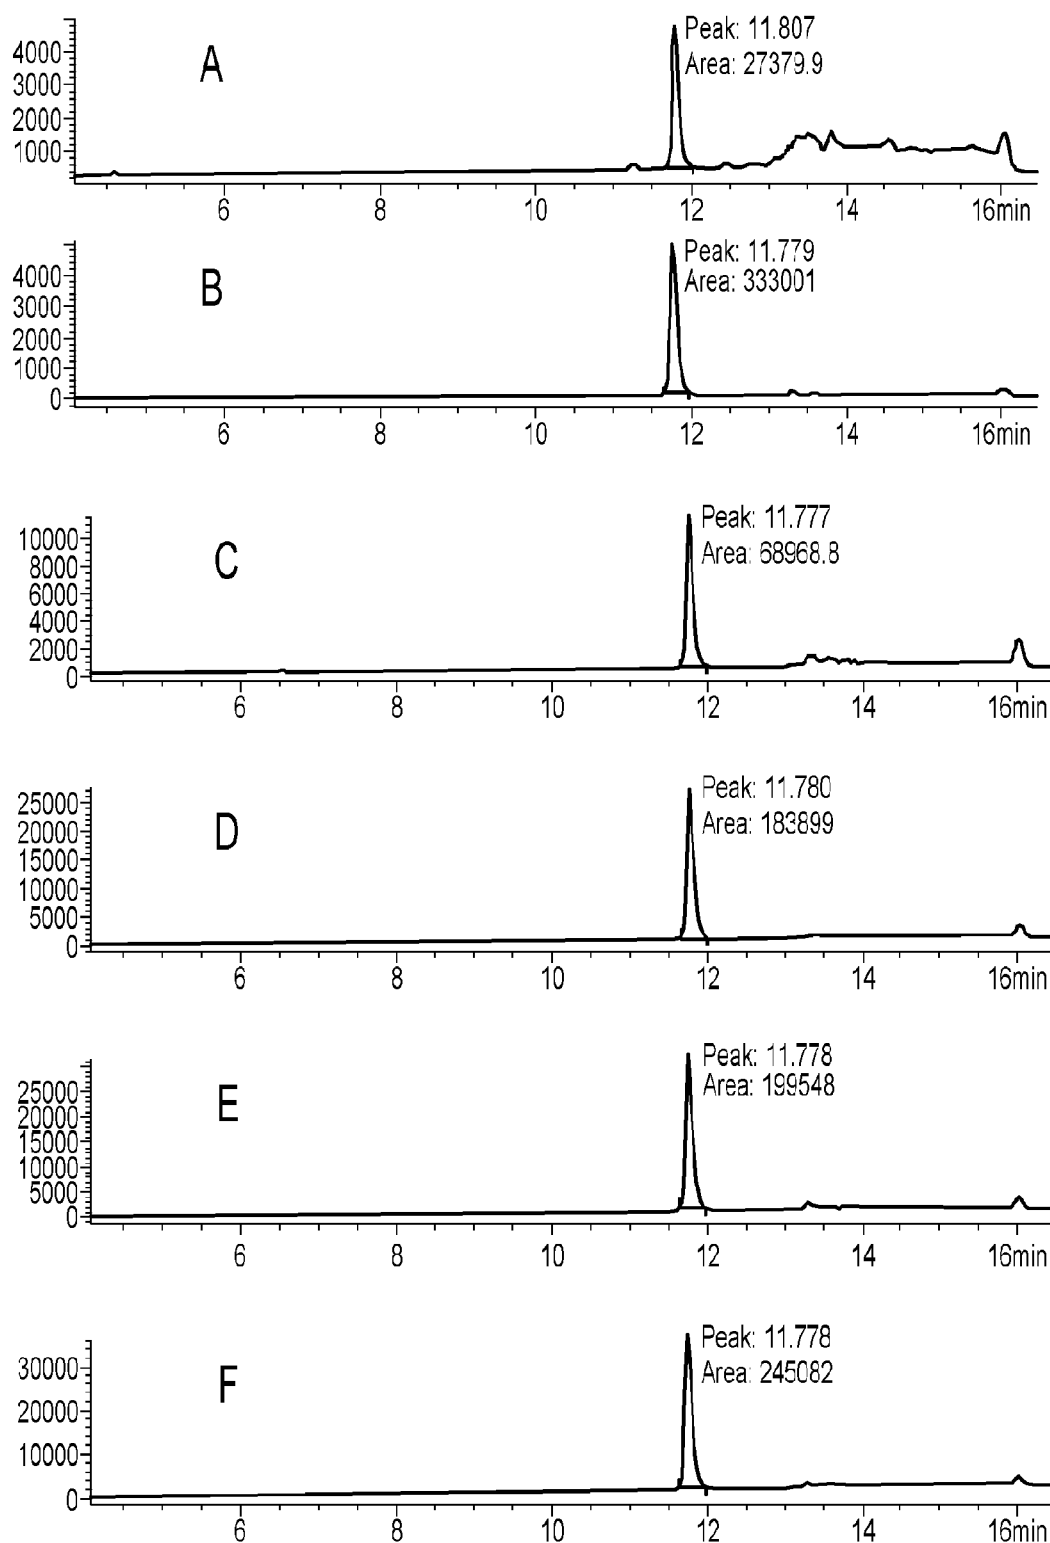 4000
3000
2000
1000
A
Peak: 11.807
Area: 27379.9
6 8 10 12 14 16min
4000
3000
2000
1000
0
B
Peak: 11.779
Area: 333001
6 8 10 12 14 16min
10000
8000
6000
4000
2000
0
C
Peak: 11.777
Area: 68968.8
6 8 10 12 14 16min
25000
20000
15000
10000
5000
0
D
Peak: 11.780
Area: 183899
6 8 10 12 14 16min
25000
20000
15000
10000
5000
0
E
Peak: 11.778
Area: 199548
6 8 10 12 14 16min
30000
20000
10000
0
F
Peak: 11.778
Area: 245082
6 8 10 12 14 16min